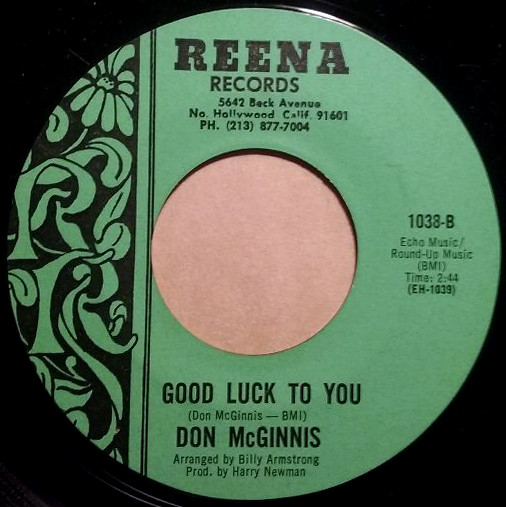 REENA
RECORDS
5642 Beck Avenue
No. Hollywood, Calif. 91601
PH. (213) 877-7004
RR
1038-B
Echo Music/
Round-Up Music
(BMI)
Time: 2:44
(EH-1039)
GOOD LUCK TO YOU
(Don McGinnis — BMI)
DON McGINNIS
Arranged by Billy Armstrong
Prod. by Harry Newman